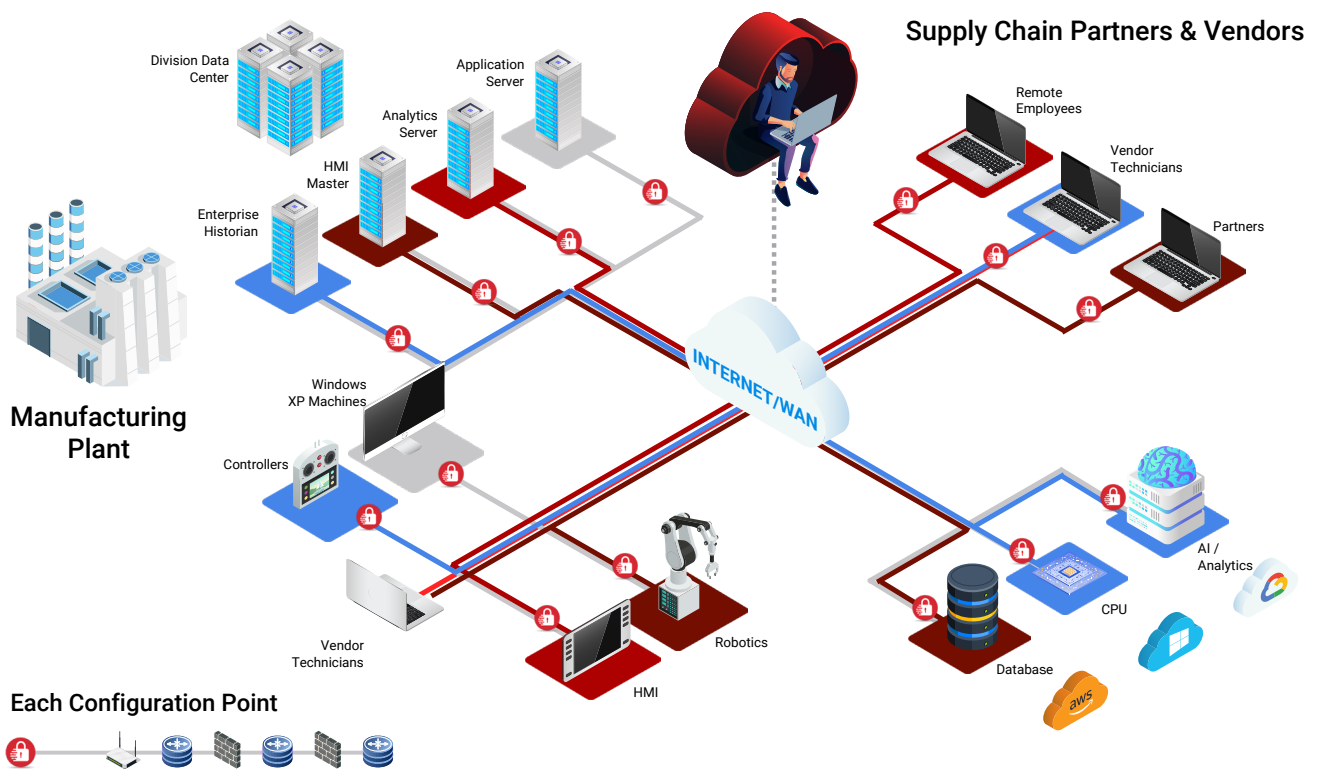 Supply Chain Partners & Vendors
Division Data
Center
Application
Server
Analytics
Server
HMI
Master
Enterprise
Historian
Remote
Employees
Vendor
Technicians
Partners
INTERNET/WAN
Manufacturing
Plant
Windows
XP Machines
Controllers
Vendor
Technicians
Robotics
HMI
AI /
Analytics
CPU
Database
aws
Each Configuration Point